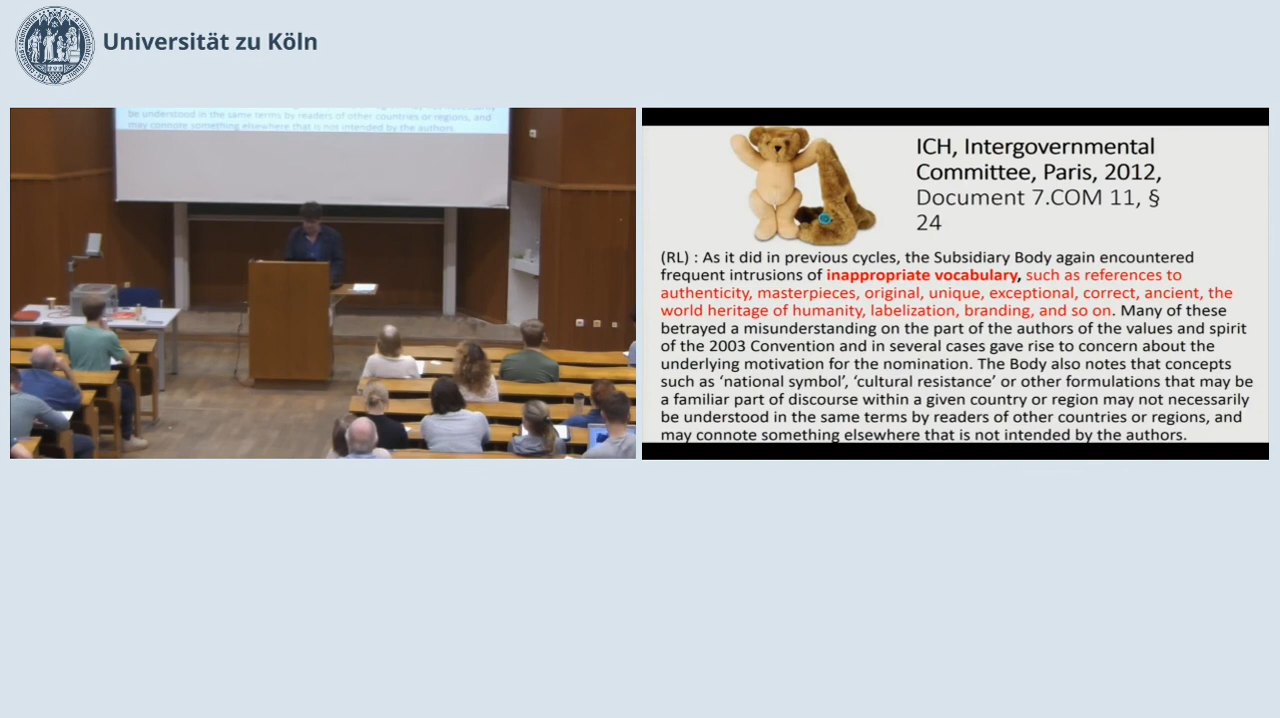 Universität zu Köln
be understood in the same terms by readers of other countries or regions, and
may connote something elsewhere that is not intended by the authors
ICH, Intergovernmental
Committee, Paris, 2012,
Document 7.COM 11, §
24
(RL) : As it did in previous cycles, the Subsidiary Body again encountered
frequent intrusions of inappropriate vocabulary, such as references to
authenticity, masterpieces, original, unique, exceptional, correct, ancient, the
world heritage of humanity, labelization, branding, and so on. Many of these
betrayed a misunderstanding on the part of the authors of the values and spirit
of the 2003 Convention and in several cases gave rise to concern about the
underlying motivation for the nomination. The Body also notes that concepts
such as ‘national symbol’, ‘cultural resistance’ or other formulations that may be
a familiar part of discourse within a given country or region may not necessarily
be understood in the same terms by readers of other countries or regions, and
may connote something elsewhere that is not intended by the authors.